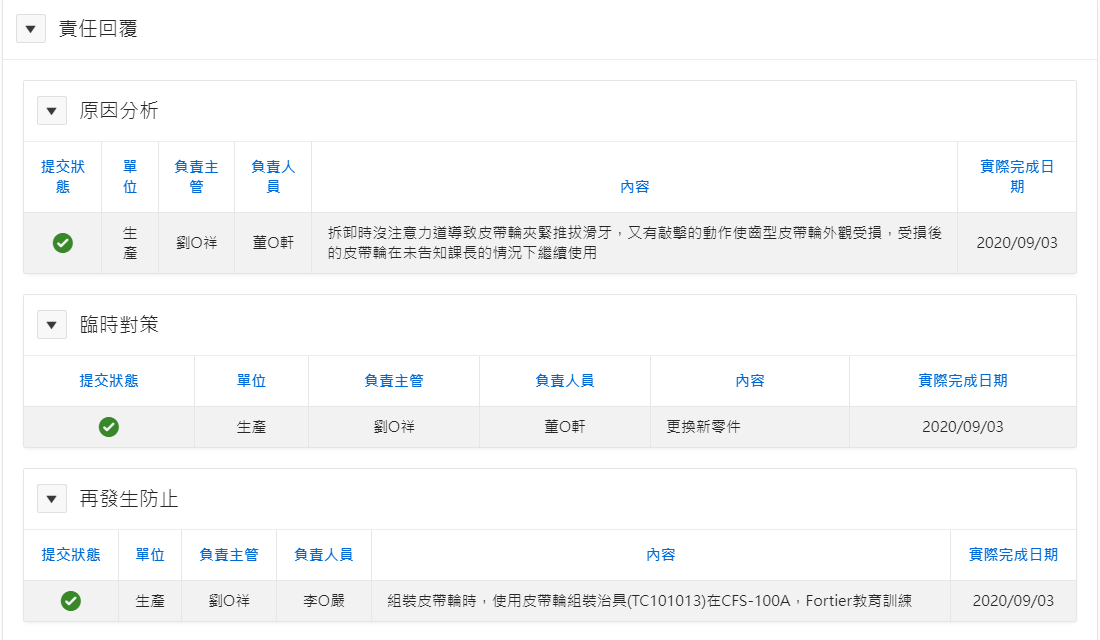 責任回覆
原因分析
提交狀態 單位 負責主管 負責人員 內容 實際完成日期
生產 劉O祥 董O軒 拆卸時沒注意力道導致皮帶輪夾緊推拔滑牙，又有敲擊的動作使齒型皮帶輪外觀受損，受損後的皮帶輪在未告知課長的情況下繼續使用 2020/09/03
臨時對策
提交狀態 單位 負責主管 負責人員 內容 實際完成日期
生產 劉O祥 董O軒 更換新零件 2020/09/03
再發生防止
提交狀態 單位 負責主管 負責人員 內容 實際完成日期
生產 劉O祥 李O嚴 組裝皮帶輪時，使用皮帶輪組裝治具(TC101013)在CFS-100A，Fortier教育訓練 2020/09/03